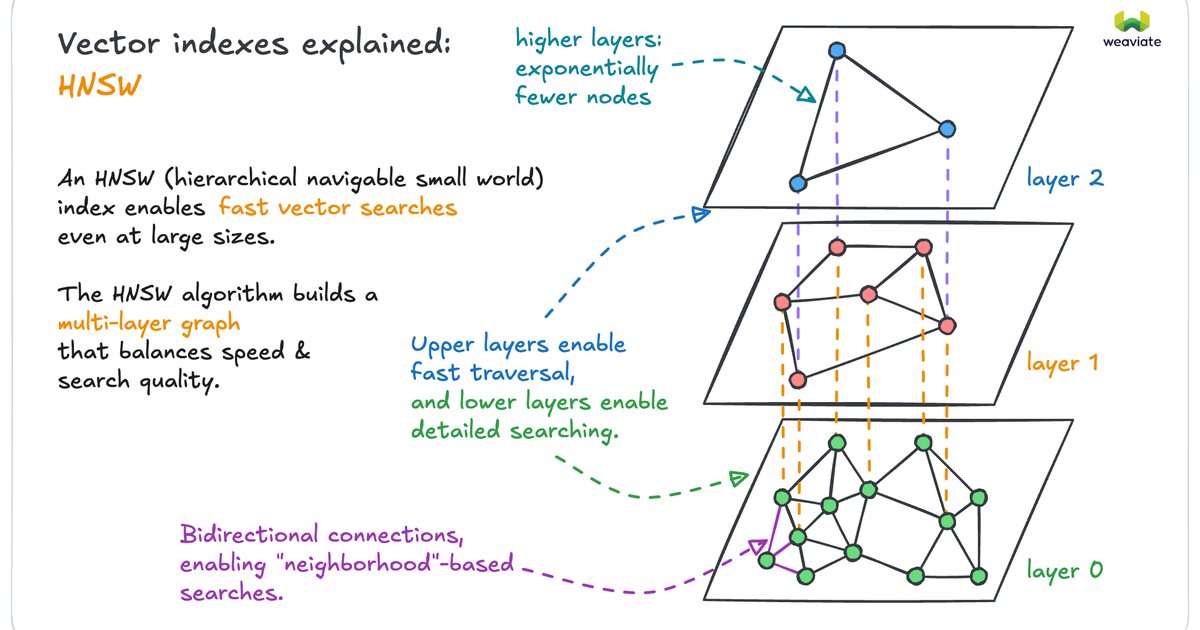 Vector indexes explained:
HNSW
weaviate
higher layers:
exponentially
fewer nodes
An HNSW (hierarchical navigable small world)
index enables fast vector searches
even at large sizes.
The HNSW algorithm builds a
multi-layer graph
that balances speed &
search quality.
layer 2
Upper layers enable
fast traversal,
and lower layers enable
detailed searching.
layer 1
Bidirectional connections,
enabling "neighborhood"-based
searches.
layer 0